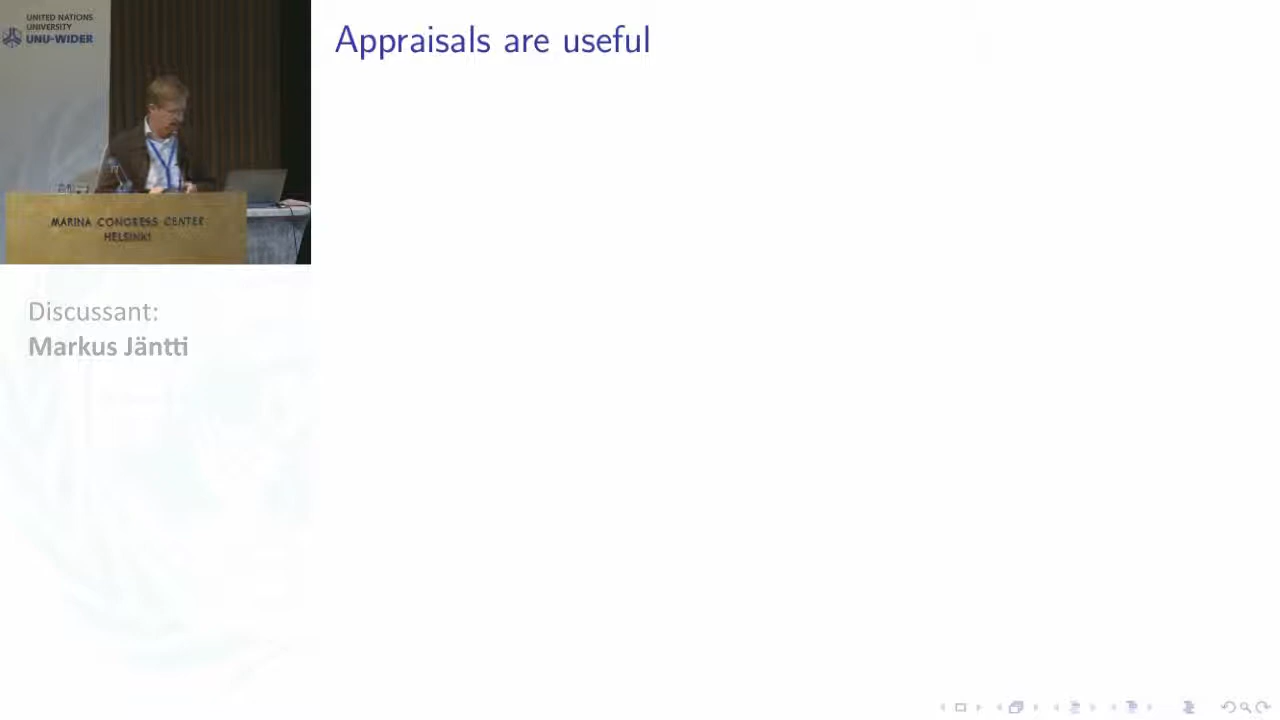 UNITED NATIONS
UNIVERSITY
UNU-WIDER
Appraisals are useful
MARINA CONGRESS CENTER
HELSINKI
Discussant:
Markus Jäntti